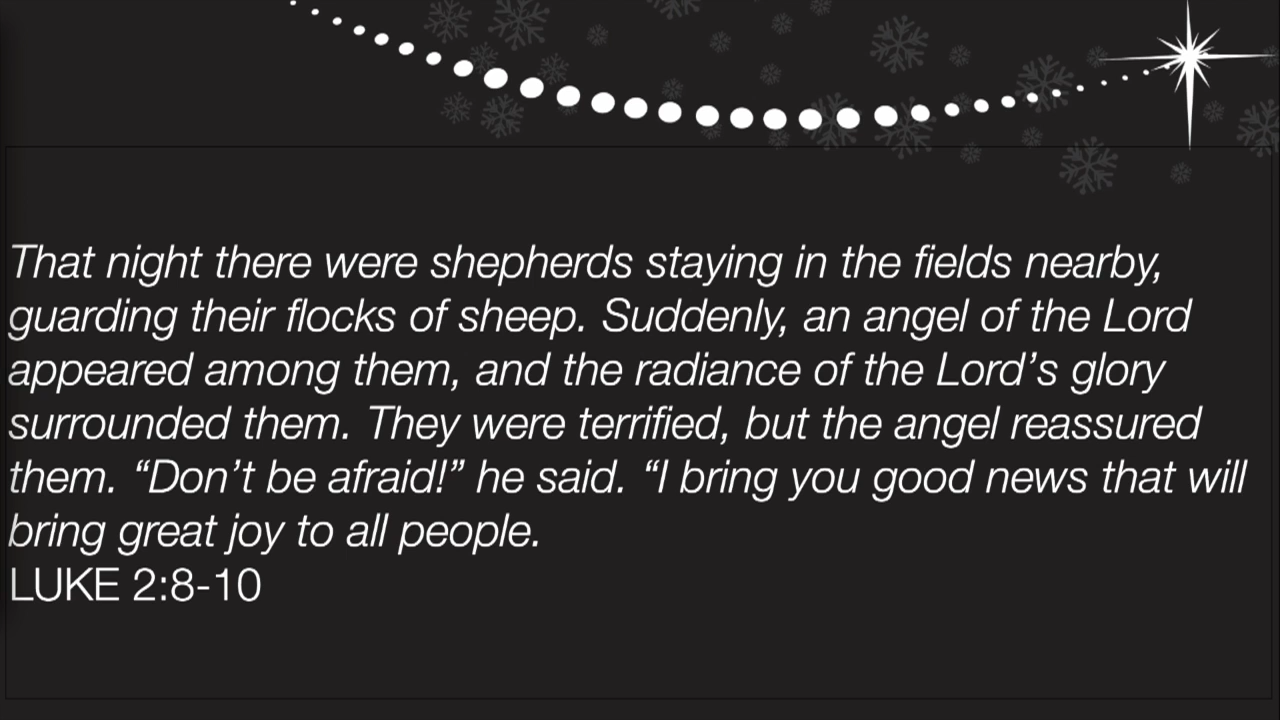 That night there were shepherds staying in the fields nearby,
guarding their flocks of sheep. Suddenly, an angel of the Lord
appeared among them, and the radiance of the Lord’s glory
surrounded them. They were terrified, but the angel reassured
them. “Don’t be afraid!” he said. “I bring you good news that will
bring great joy to all people.
LUKE 2:8-10